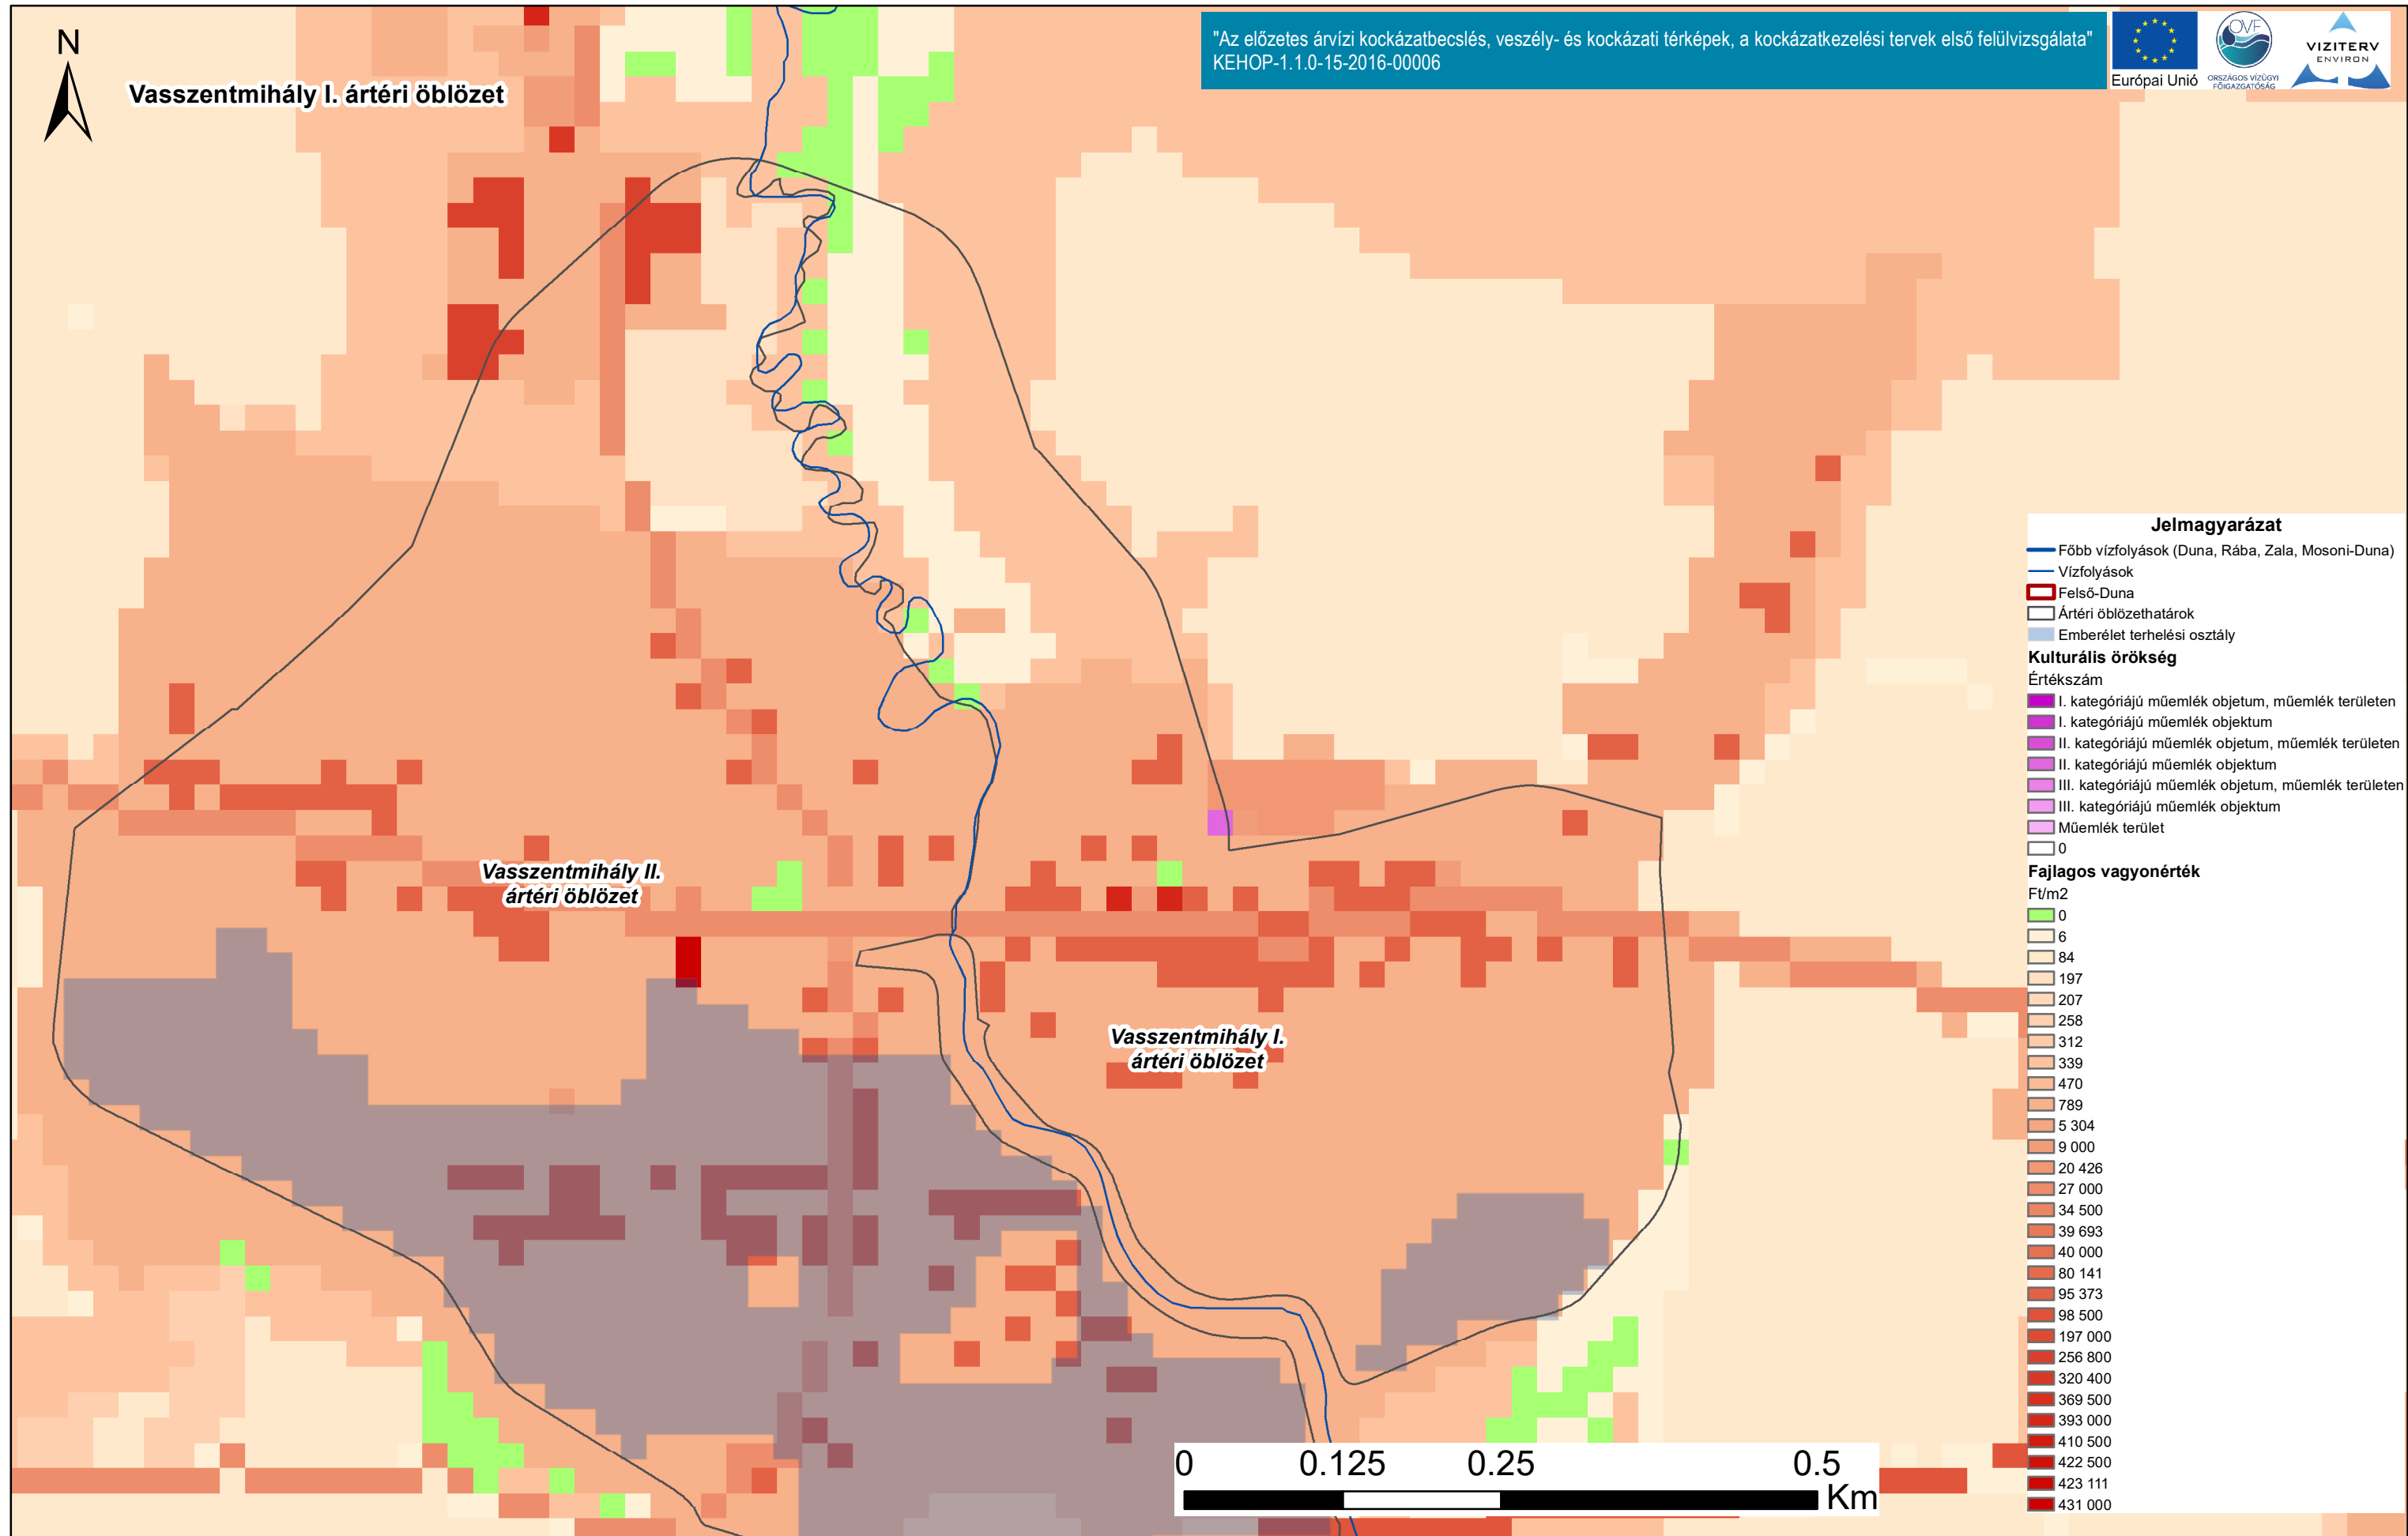 N
Vasszentmihály I. ártéri öblözet
"Az előzetes árvízi kockázatbecslés, veszély- és kockázati térképek, a kockázatkezelési tervek első felülvizsgálata"
KEHOP-1.1.0-15-2016-00006
Európai Unió
OVF
ORSZÁGOS VÍZÜGYI
FŐIGAZGATÓSÁG
VIZITERV
ENVIRON
Vasszentmihály II.
ártéri öblözet
Vasszentmihály I.
ártéri öblözet
Jelmagyarázat
Főbb vízfolyások (Duna, Rába, Zala, Mosoni-Duna)
Vízfolyások
Felső-Duna
Ártéri öblözethatárok
Emberélet terhelési osztály
Kulturális örökség
Értékszám
I. kategóriájú műemlék objetum, műemlék területen
I. kategóriájú műemlék objektum
II. kategóriájú műemlék objetum, műemlék területen
II. kategóriájú műemlék objektum
III. kategóriájú műemlék objetum, műemlék területen
III. kategóriájú műemlék objektum
Műemlék terület
0
Fajlagos vagyonérték
Ft/m2
0
6
84
197
207
258
312
339
470
789
5 304
9 000
20 426
27 000
34 500
39 693
40 000
80 141
95 373
98 500
197 000
256 800
320 400
369 500
393 000
410 500
422 500
423 111
431 000
0 0.125 0.25 0.5
Km